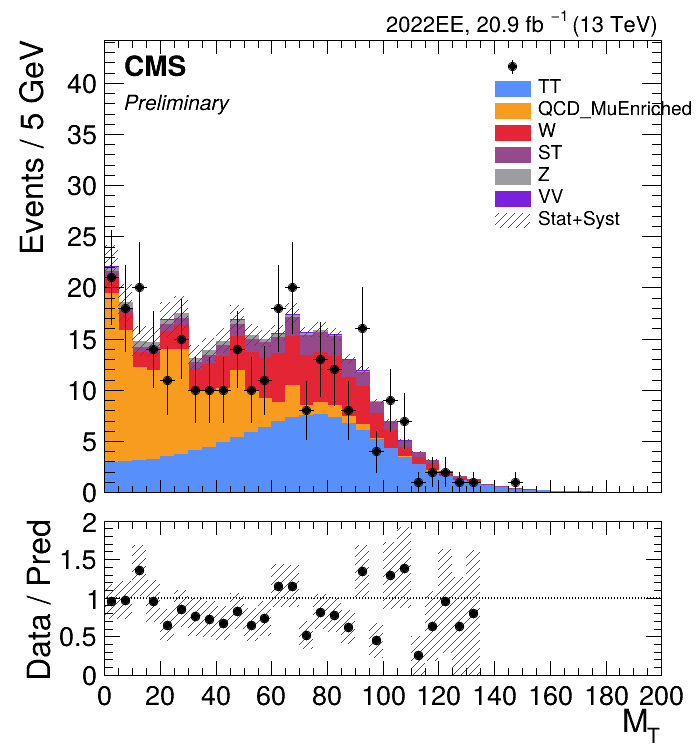 2022EE, 20.9 fb⁻¹ (13 TeV)
CMS
Preliminary
TT
QCD_MuEnriched
W
ST
Z
VV
Stat+Syst
Events / 5 GeV
40
35
30
25
20
15
10
5
0
Data / Pred
2
1.5
1
0.5
0
0 20 40 60 80 100 120 140 160 180 200
M_T